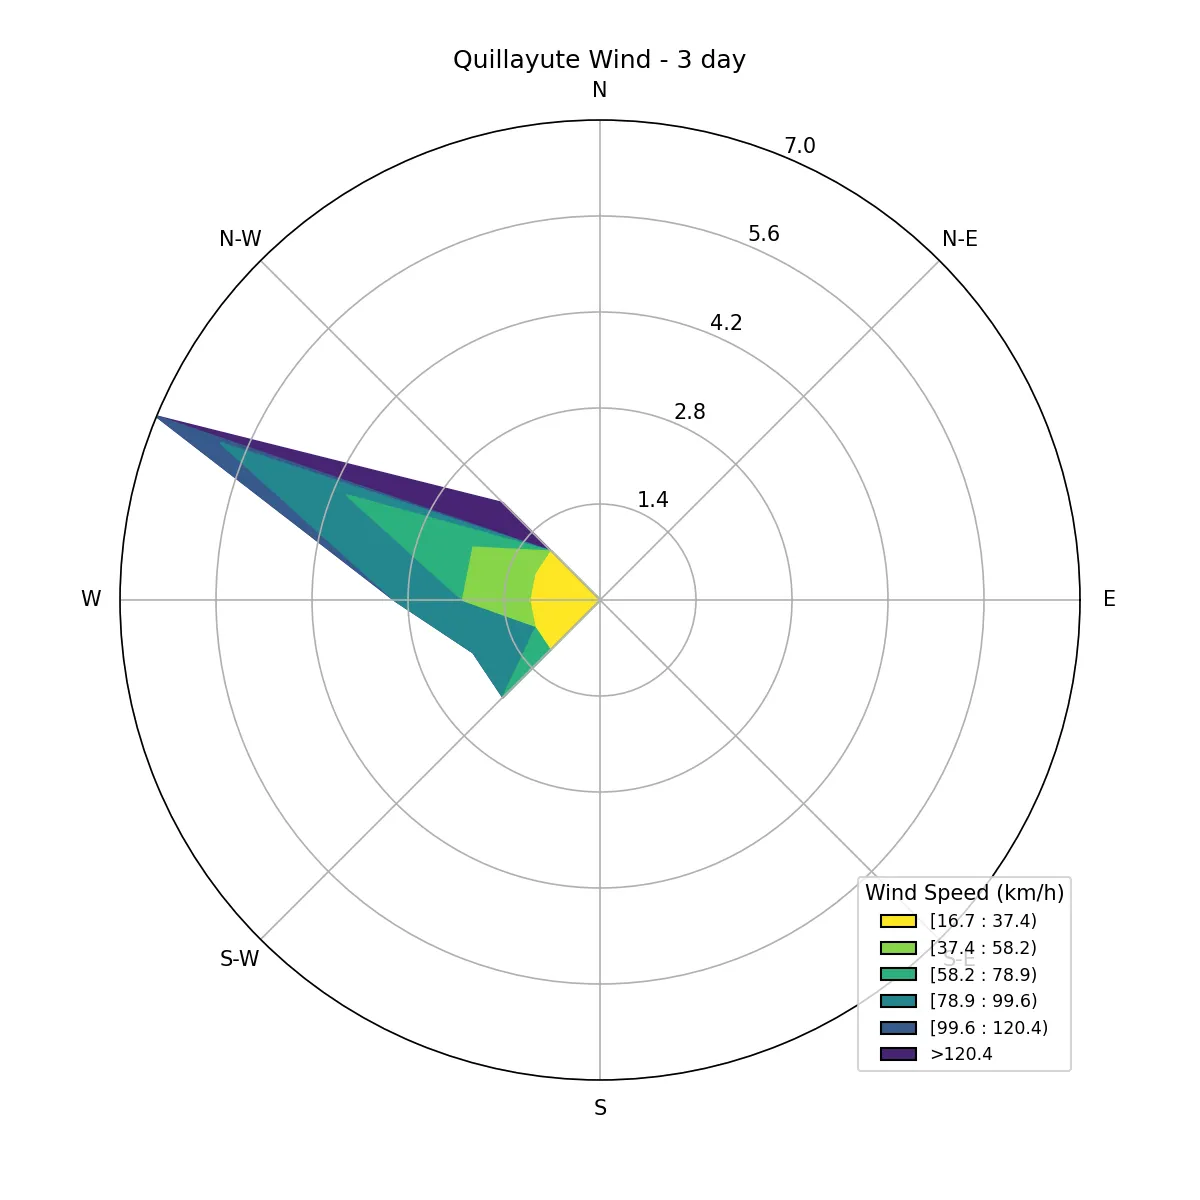 Quillayute Wind - 3 day
N
7.0
N-W
5.6
N-E
4.2
2.8
1.4
W
E
S-W
S-E
S
Wind Speed (km/h)
[16.7 : 37.4)
[37.4 : 58.2)
[58.2 : 78.9)
[78.9 : 99.6)
[99.6 : 120.4)
>120.4